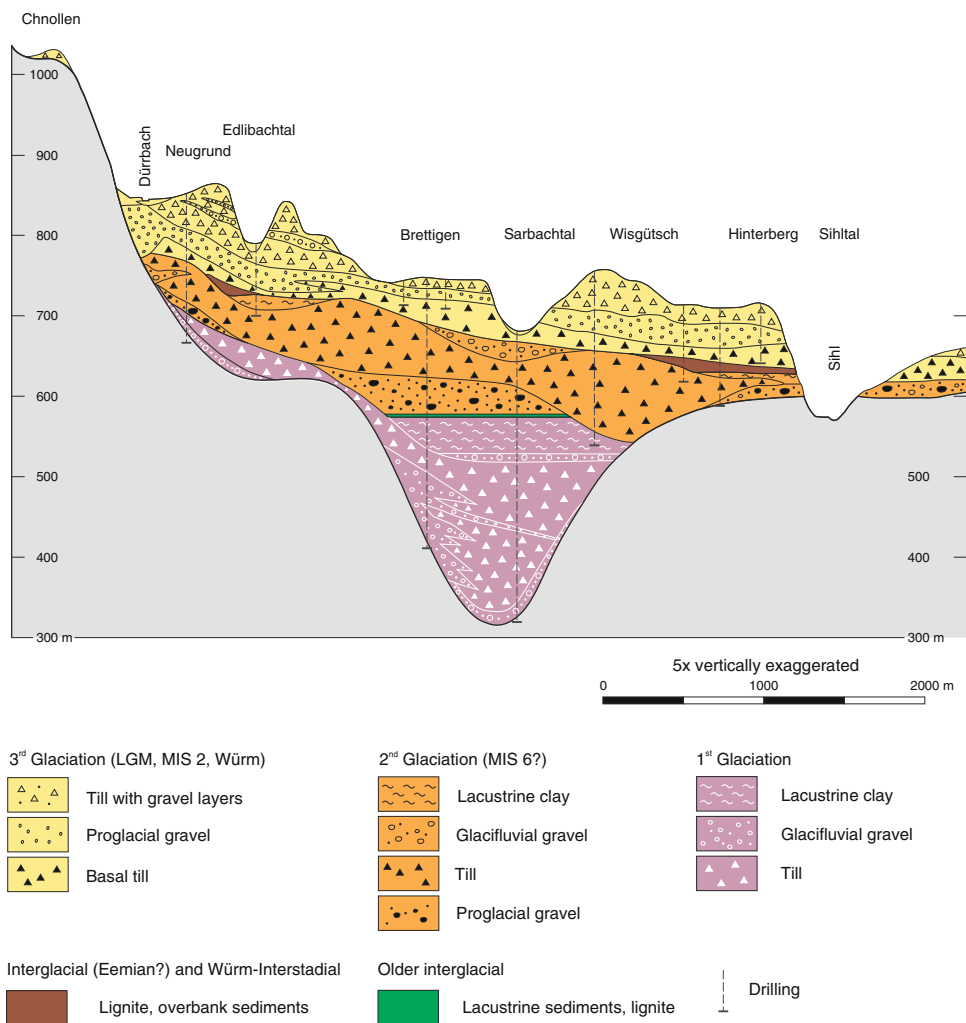 Chnollen
1000
900
800
700
600
500
400
300 m
Dürrbach
Neugrund
Edlibachtal
Brettigen
Sarbachtal
Wisgütsch
Hinterberg
Sihltal
Sihl
500
400
300 m
5x vertically exaggerated
0
1000
2000 m
3rd Glaciation (LGM, MIS 2, Würm)
Till with gravel layers
Proglacial gravel
Basal till
2nd Glaciation (MIS 6?)
Lacustrine clay
Glacifluvial gravel
Till
Proglacial gravel
1st Glaciation
Lacustrine clay
Glacifluvial gravel
Till
Interglacial (Eemian?) and Würm-Interstadial
Lignite, overbank sediments
Older interglacial
Lacustrine sediments, lignite
Drilling